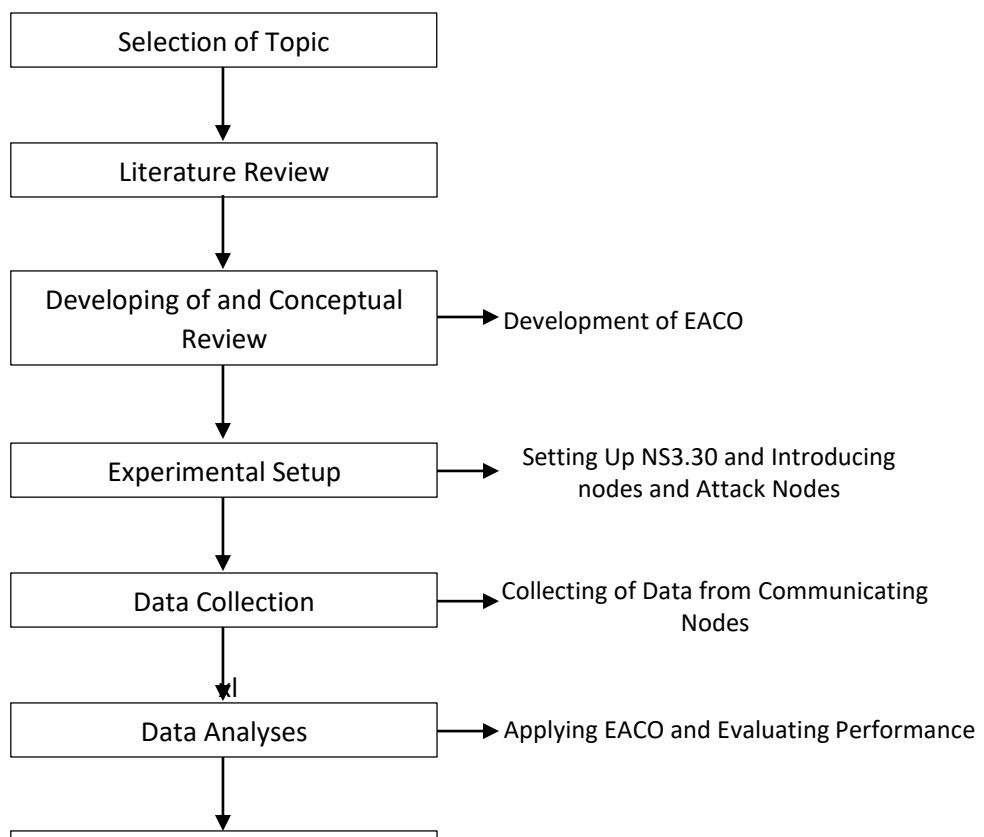 Selection of Topic
Literature Review
Developing of and Conceptual
Review
Development of EACO
Experimental Setup
Setting Up NS3.30 and Introducing
nodes and Attack Nodes
Data Collection
Collecting of Data from Communicating
Nodes
xl
Data Analyses
Applying EACO and Evaluating Performance